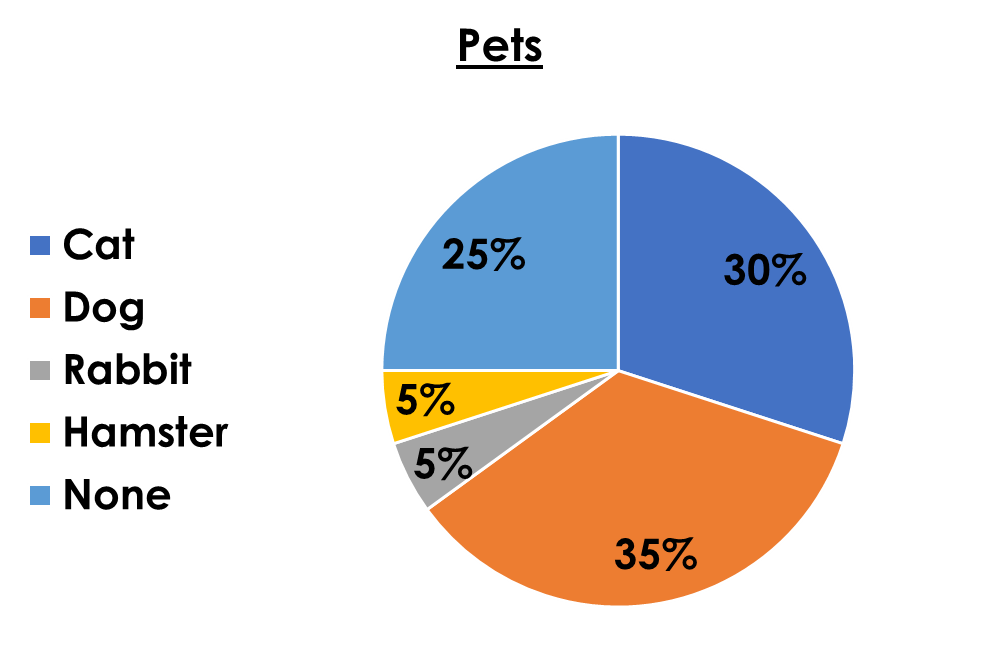 Pets
Cat
Dog
Rabbit
Hamster
None
25%
30%
5%
5%
35%